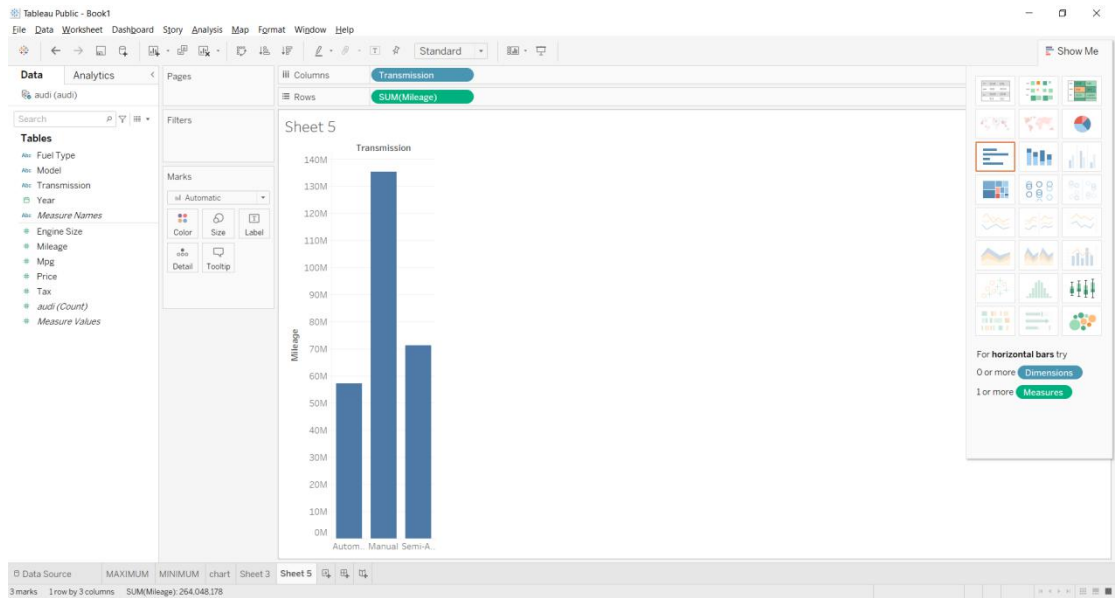 Tableau Public - Book1
File Data Worksheet Dashboard Story Analysis Map Format Window Help
Standard
Show Me
Data Analytics
audi (audi)
Search
Tables
Abc Fuel Type
Abc Model
Abc Transmission
Year
Abc Measure Names
# Engine Size
# Mileage
# Mpg
# Price
# Tax
# audi (Count)
# Measure Values
Pages
Filters
Marks
Automatic
Color Size Label
Detail Tooltip
Columns Transmission
Rows SUM(Mileage)
Sheet 5
Transmission
140M
130M
120M
110M
100M
90M
80M
70M
60M
50M
40M
30M
20M
10M
0M
Mileage
Autom.. Manual Semi-A..
For horizontal bars try
0 or more Dimensions
1 or more Measures
Data Source MAXIMUM MINIMUM chart Sheet 3 Sheet 5
3 marks 1 row by 3 columns SUM(Mileage): 264.048.178